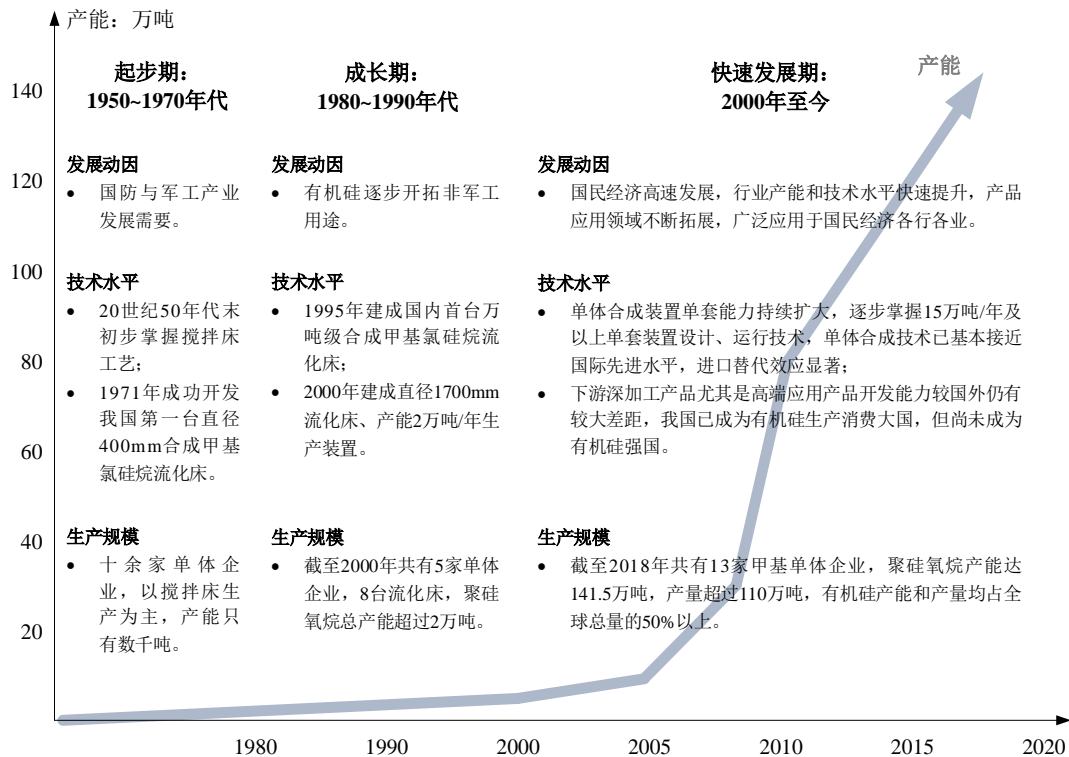 产能：万吨
产能
140
120
100
80
60
40
20
起步期：
1950~1970年代
发展动因
• 国防与军工产业
发展需要。
技术水平
• 20世纪50年代末
初步掌握搅拌床
工艺；
• 1971年成功开发
我国第一台直径
400mm合成甲基
氯硅烷流化床。
生产规模
• 十余家单体企
业，以搅拌床生
产为主，产能只
有数千吨。
成长期：
1980~1990年代
发展动因
• 有机硅逐步开拓非军工
用途。
技术水平
• 1995年建成国内首台万
吨级合成甲基氯硅烷流
化床；
• 2000年建成直径1700mm
流化床、产能2万吨/年生
产装置。
生产规模
• 截至2000年共有5家单体
企业，8台流化床，聚硅
氧烷总产能超过2万吨。
快速发展期：
2000年至今
发展动因
• 国民经济高速发展，行业产能和技术水平快速提升，产品
应用领域不断拓展，广泛应用于国民经济各行各业。
技术水平
• 单体合成装置单套能力持续扩大，逐步掌握15万吨/年及
以上单套装置设计、运行技术，单体合成技术已基本接近
国际先进水平，进口替代效应显著；
• 下游深加工产品尤其是高端应用产品开发能力较国外仍有
较大差距，我国已成为有机硅生产消费大国，但尚未成为
有机硅强国。
生产规模
• 截至2018年共有13家甲基单体企业，聚硅氧烷产能达
141.5万吨，产量超过110万吨，有机硅产能和产量均占全
球总量的50%以上。
1980
1990
2000
2005
2010
2015
2020